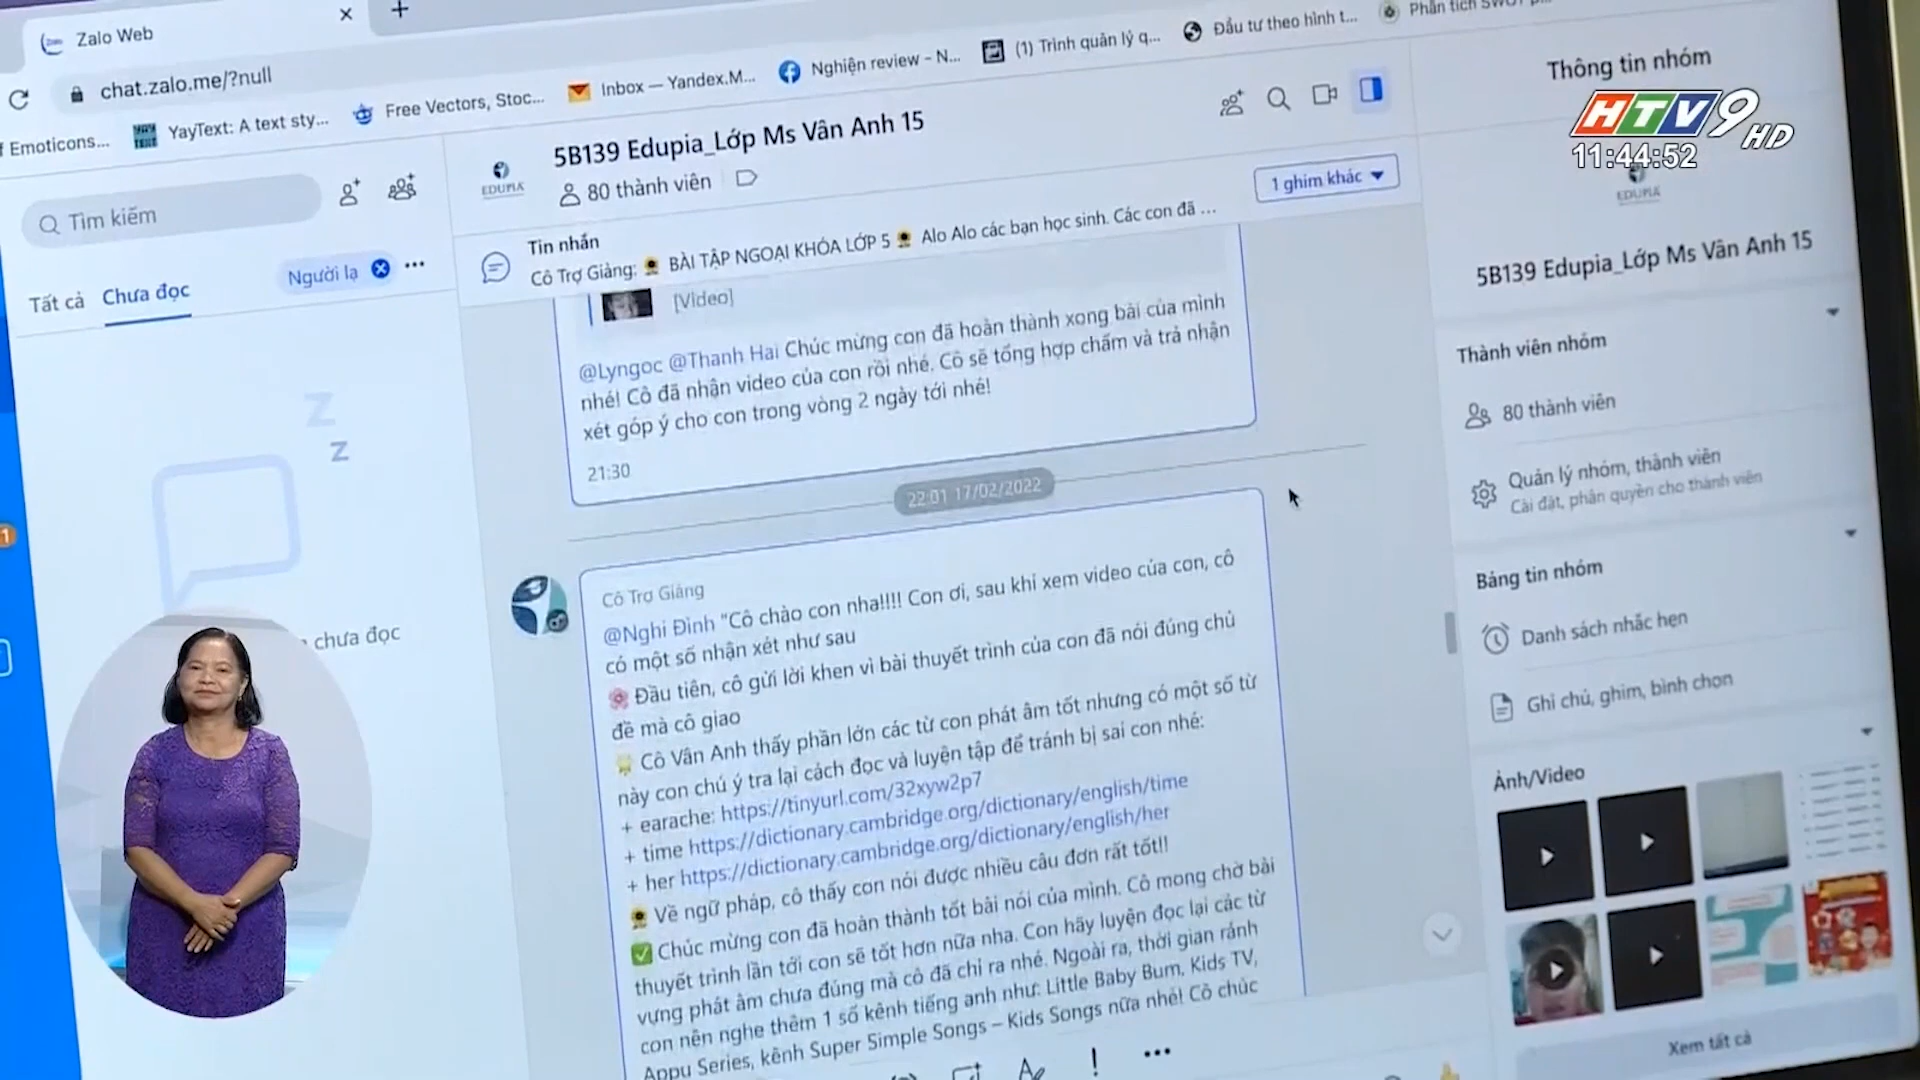 Zalo Web
chat.zalo.me/?null
Emoticons...
YayText: A text sty...
Free Vectors, Stoc...
Inbox — Yandex.M...
Nghiện review - N...
(1) Trình quản lý q...
Đầu tư theo hình t...
Phân tích SWOT p...
HTV9 HD
11:44:52
Tìm kiếm
Tất cả
Chưa đọc
Người lạ
chưa đọc
1
EDUPIA
5B139 Edupia_Lớp Ms Vân Anh 15
80 thành viên
Tin nhắn
Cô Trợ Giảng: BÀI TẬP NGOẠI KHÓA LỚP 5 Alo Alo các bạn học sinh. Các con đã ...
1 ghim khác
[Video]
@Lyngoc @Thanh Hai Chúc mừng con đã hoàn thành xong bài của mình
nhé! Cô đã nhận video của con rồi nhé. Cô sẽ tổng hợp chấm và trả nhận
xét góp ý cho con trong vòng 2 ngày tới nhé!
21:30
22:01 17/02/2022
Cô Trợ Giảng
@Nghi Đình "Cô chào con nha!!!! Con ơi, sau khi xem video của con, cô
có một số nhận xét như sau
Đầu tiên, cô gửi lời khen vì bài thuyết trình của con đã nói đúng chủ
đề mà cô giao
Cô Vân Anh thấy phần lớn các từ con phát âm tốt nhưng có một số từ
này con chú ý tra lại cách đọc và luyện tập để tránh bị sai con nhé:
+ earache: https://tinyurl.com/32xyw2p7
+ time https://dictionary.cambridge.org/dictionary/english/time
+ her https://dictionary.cambridge.org/dictionary/english/her
Về ngữ pháp, cô thấy con nói được nhiều câu đơn rất tốt!!
Chúc mừng con đã hoàn thành tốt bài nói của mình. Cô mong chờ bài
thuyết trình lần tới con sẽ tốt hơn nữa nha. Con hãy luyện đọc lại các từ
vựng phát âm chưa đúng mà cô đã chỉ ra nhé. Ngoài ra, thời gian rảnh
con nên nghe thêm 1 số kênh tiếng anh như: Little Baby Bum, Kids TV,
Appu Series, kênh Super Simple Songs – Kids Songs nữa nhé! Cô chúc
Thông tin nhóm
EDUPIA
5B139 Edupia_Lớp Ms Vân Anh 15
Thành viên nhóm
80 thành viên
Quản lý nhóm, thành viên
Cài đặt, phân quyền cho thành viên
Bảng tin nhóm
Danh sách nhắc hẹn
Ghi chú, ghim, bình chọn
Ảnh/Video
Xem tất cả